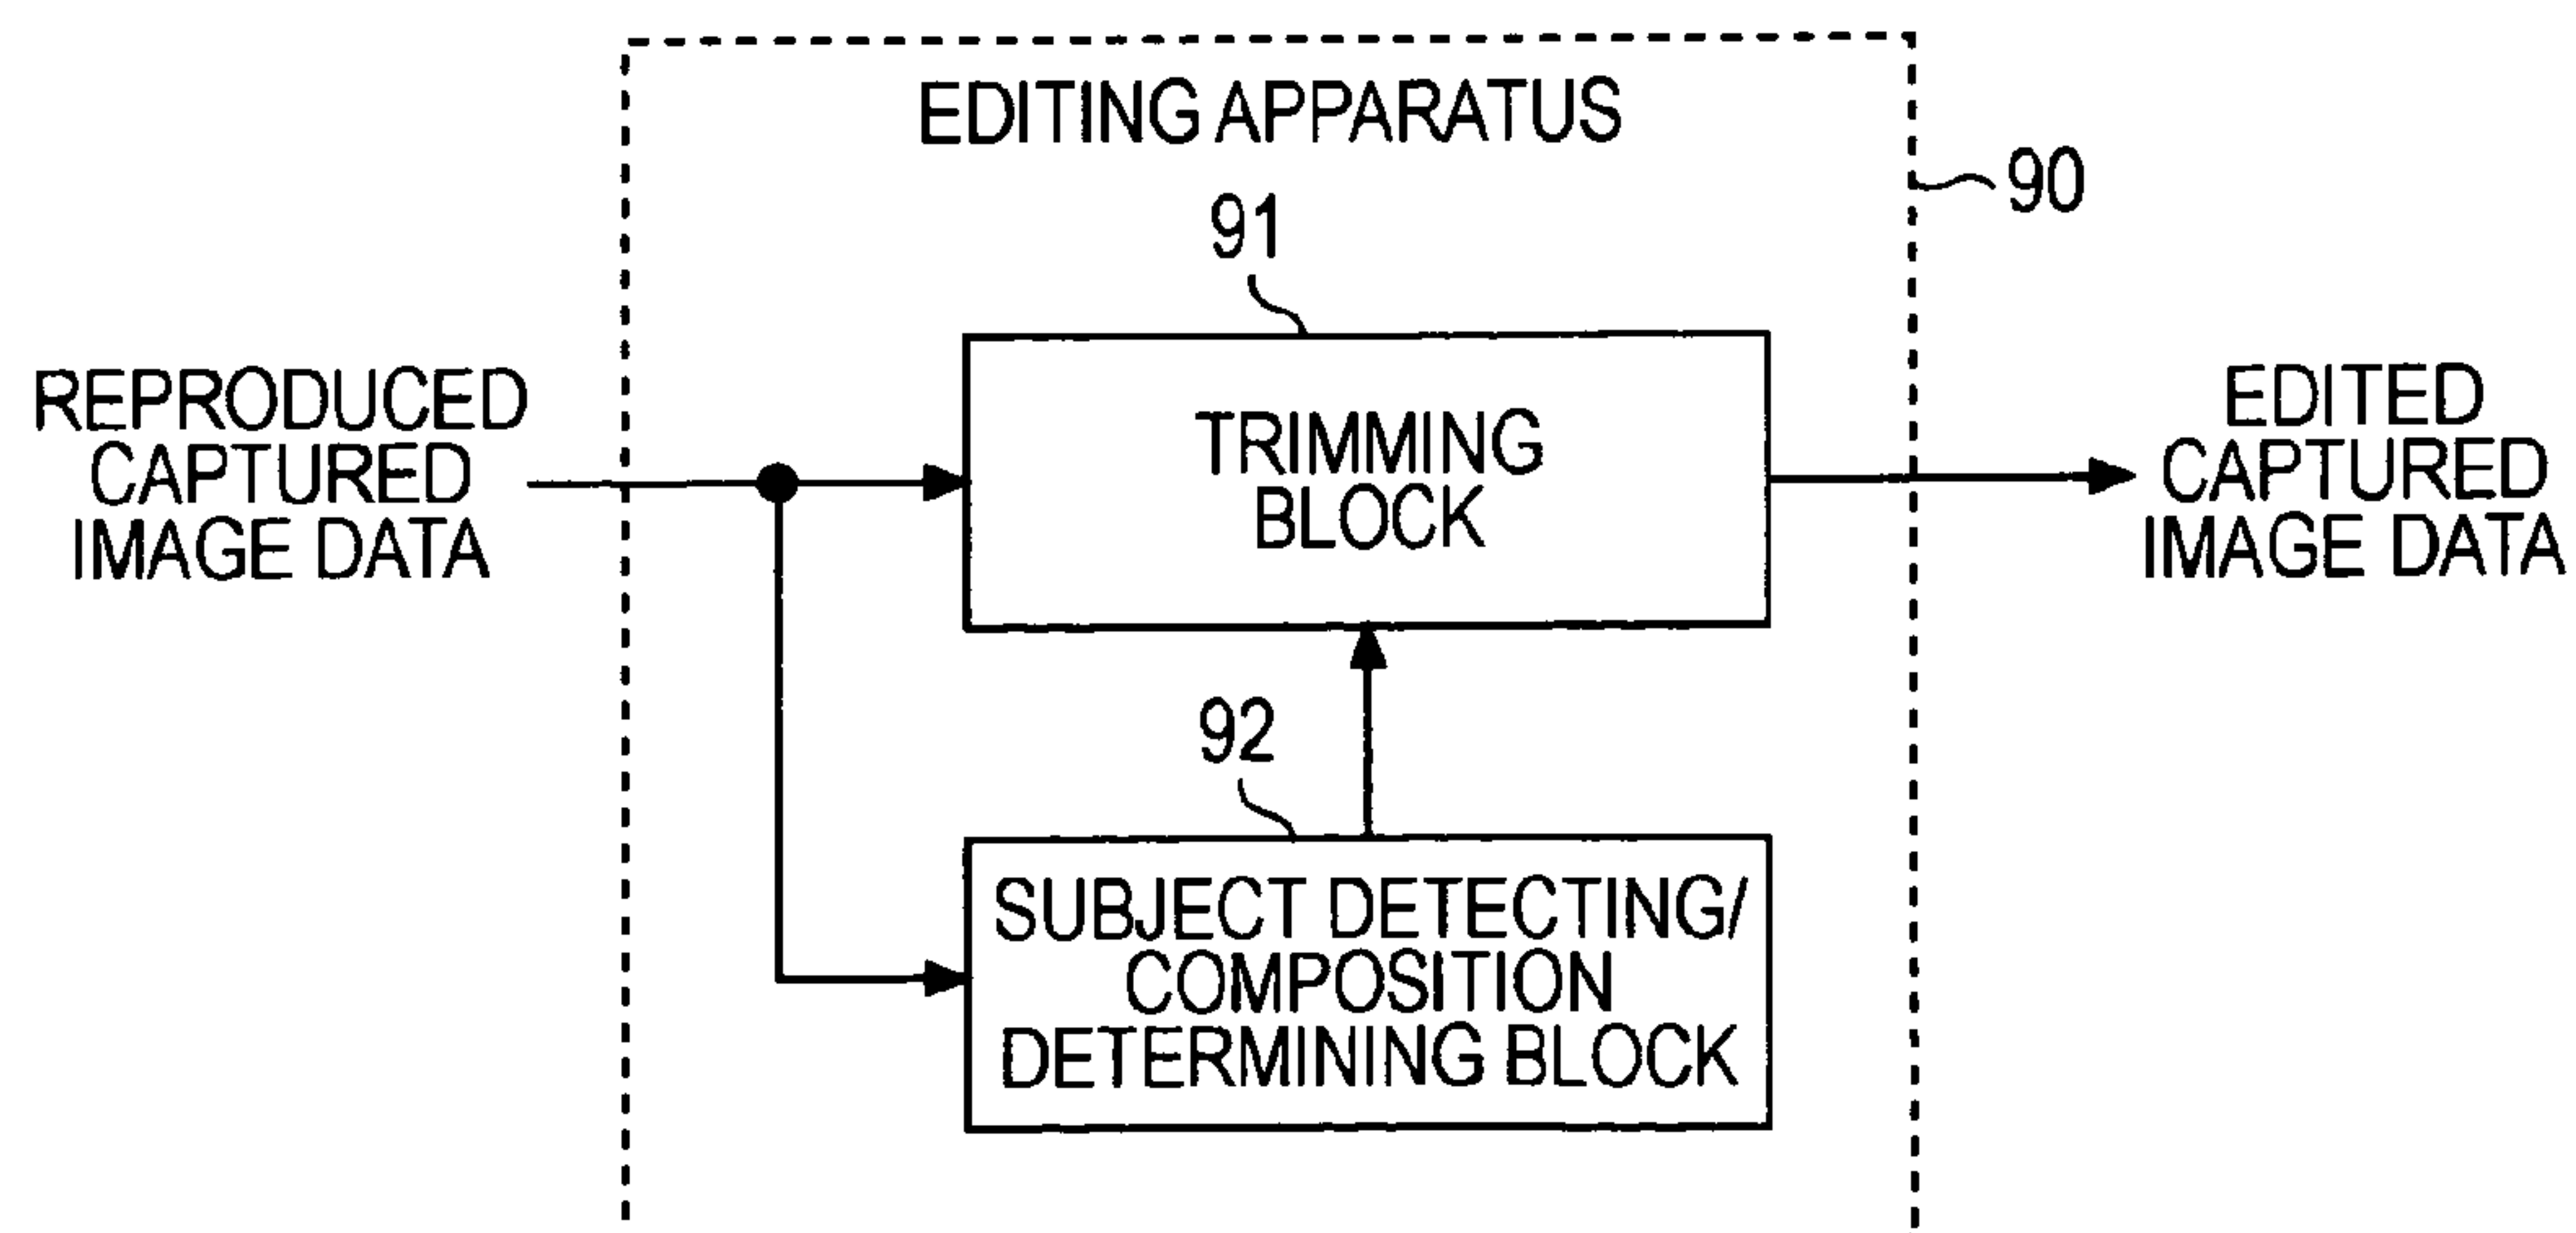 EDITING APPARATUS
90
91
REPRODUCED
CAPTURED
IMAGE DATA
TRIMMING
BLOCK
EDITED
CAPTURED
IMAGE DATA
92
SUBJECT DETECTING/
COMPOSITION
DETERMINING BLOCK